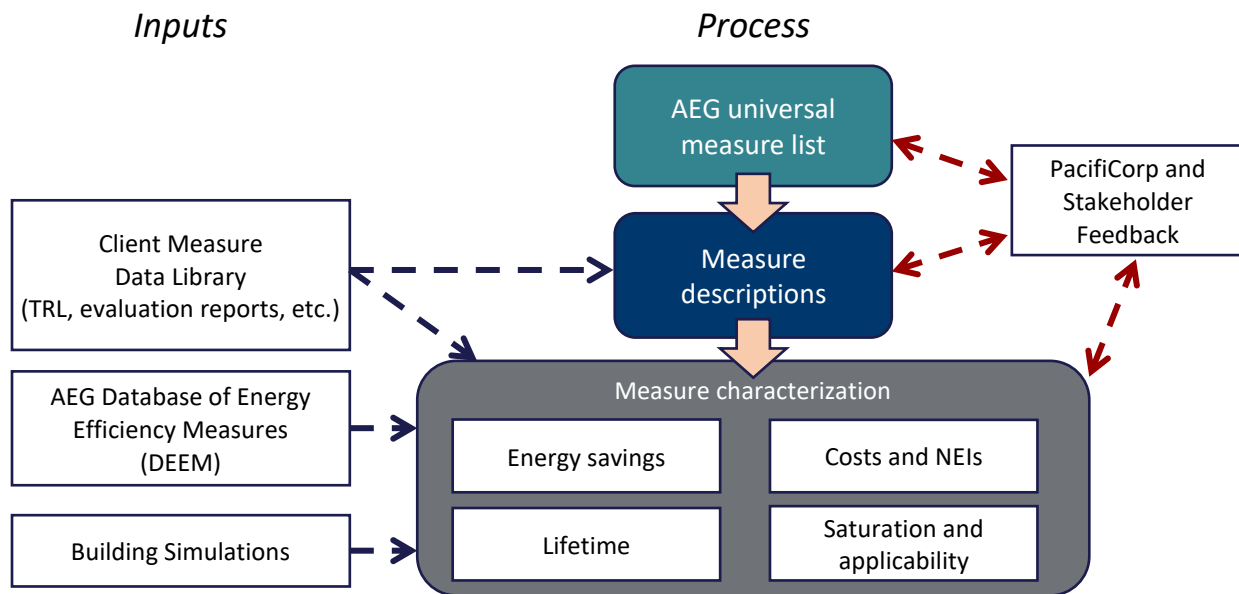 Inputs
Process
AEG universal
measure list
PacifiCorp and
Stakeholder
Feedback
Client Measure
Data Library
(TRL, evaluation reports, etc.)
Measure
descriptions
AEG Database of Energy
Efficiency Measures
(DEEM)
Building Simulations
Measure characterization
Energy savings
Costs and NEIs
Lifetime
Saturation and
applicability